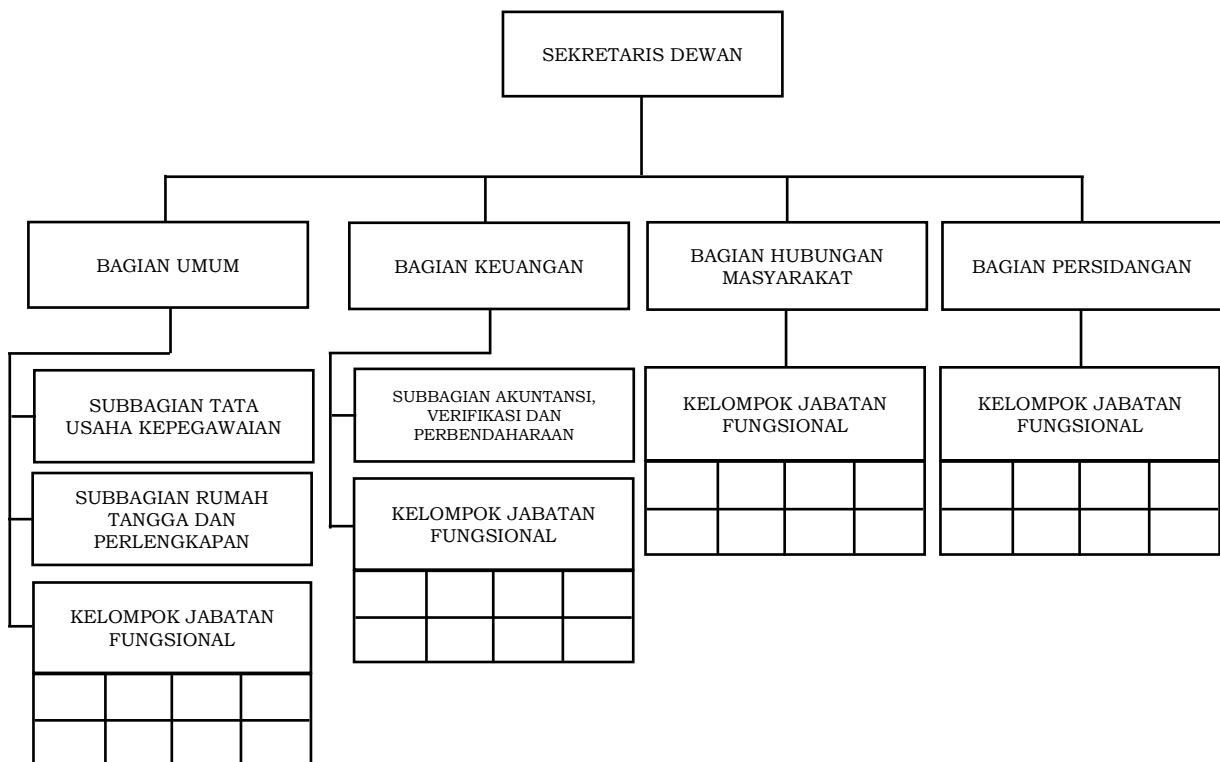 SEKRETARIS DEWAN
BAGIAN UMUM
BAGIAN KEUANGAN
BAGIAN HUBUNGAN
MASYARAKAT
BAGIAN PERSIDANGAN
SUBBAGIAN TATA
USAHA KEPEGAWAIAN
SUBBAGIAN RUMAH
TANGGA DAN
PERLENGKAPAN
KELOMPOK JABATAN
FUNGSIONAL
SUBBAGIAN AKUNTANSI,
VERIFIKASI DAN
PERBENDAHARAAN
KELOMPOK JABATAN
FUNGSIONAL
KELOMPOK JABATAN
FUNGSIONAL
KELOMPOK JABATAN
FUNGSIONAL